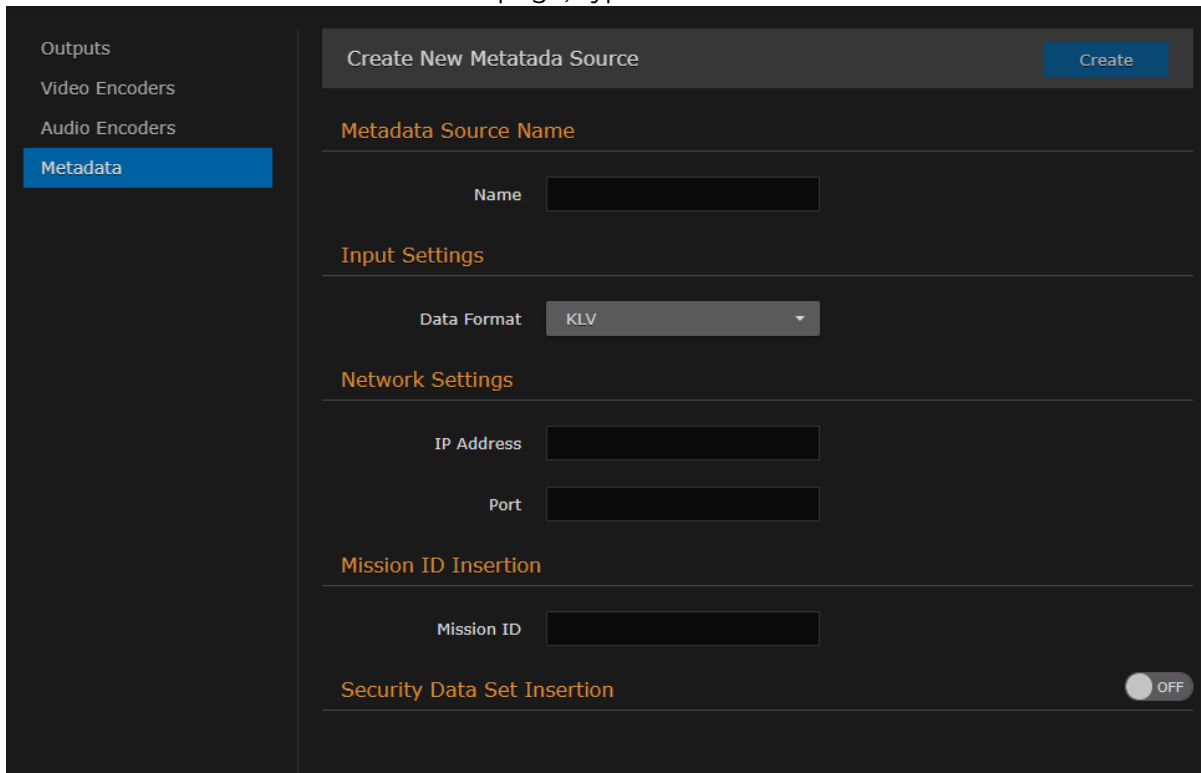 Outputs
Video Encoders
Audio Encoders
Metadata
Create New Metatada Source
Create
Metadata Source Name
Name
Input Settings
Data Format
KLV
Network Settings
IP Address
Port
Mission ID Insertion
Mission ID
Security Data Set Insertion
OFF